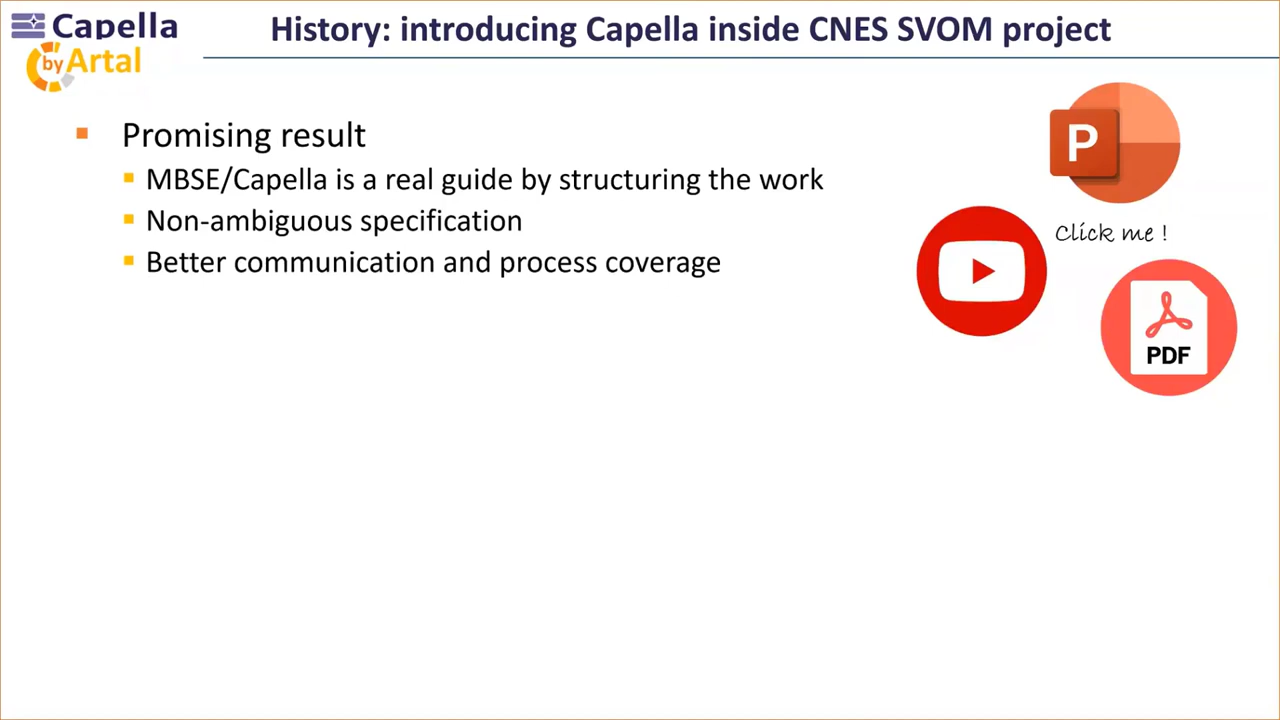 Capella
by Artal
History: introducing Capella inside CNES SVOM project
Promising result
MBSE/Capella is a real guide by structuring the work
Non-ambiguous specification
Better communication and process coverage
P
Click me !
PDF